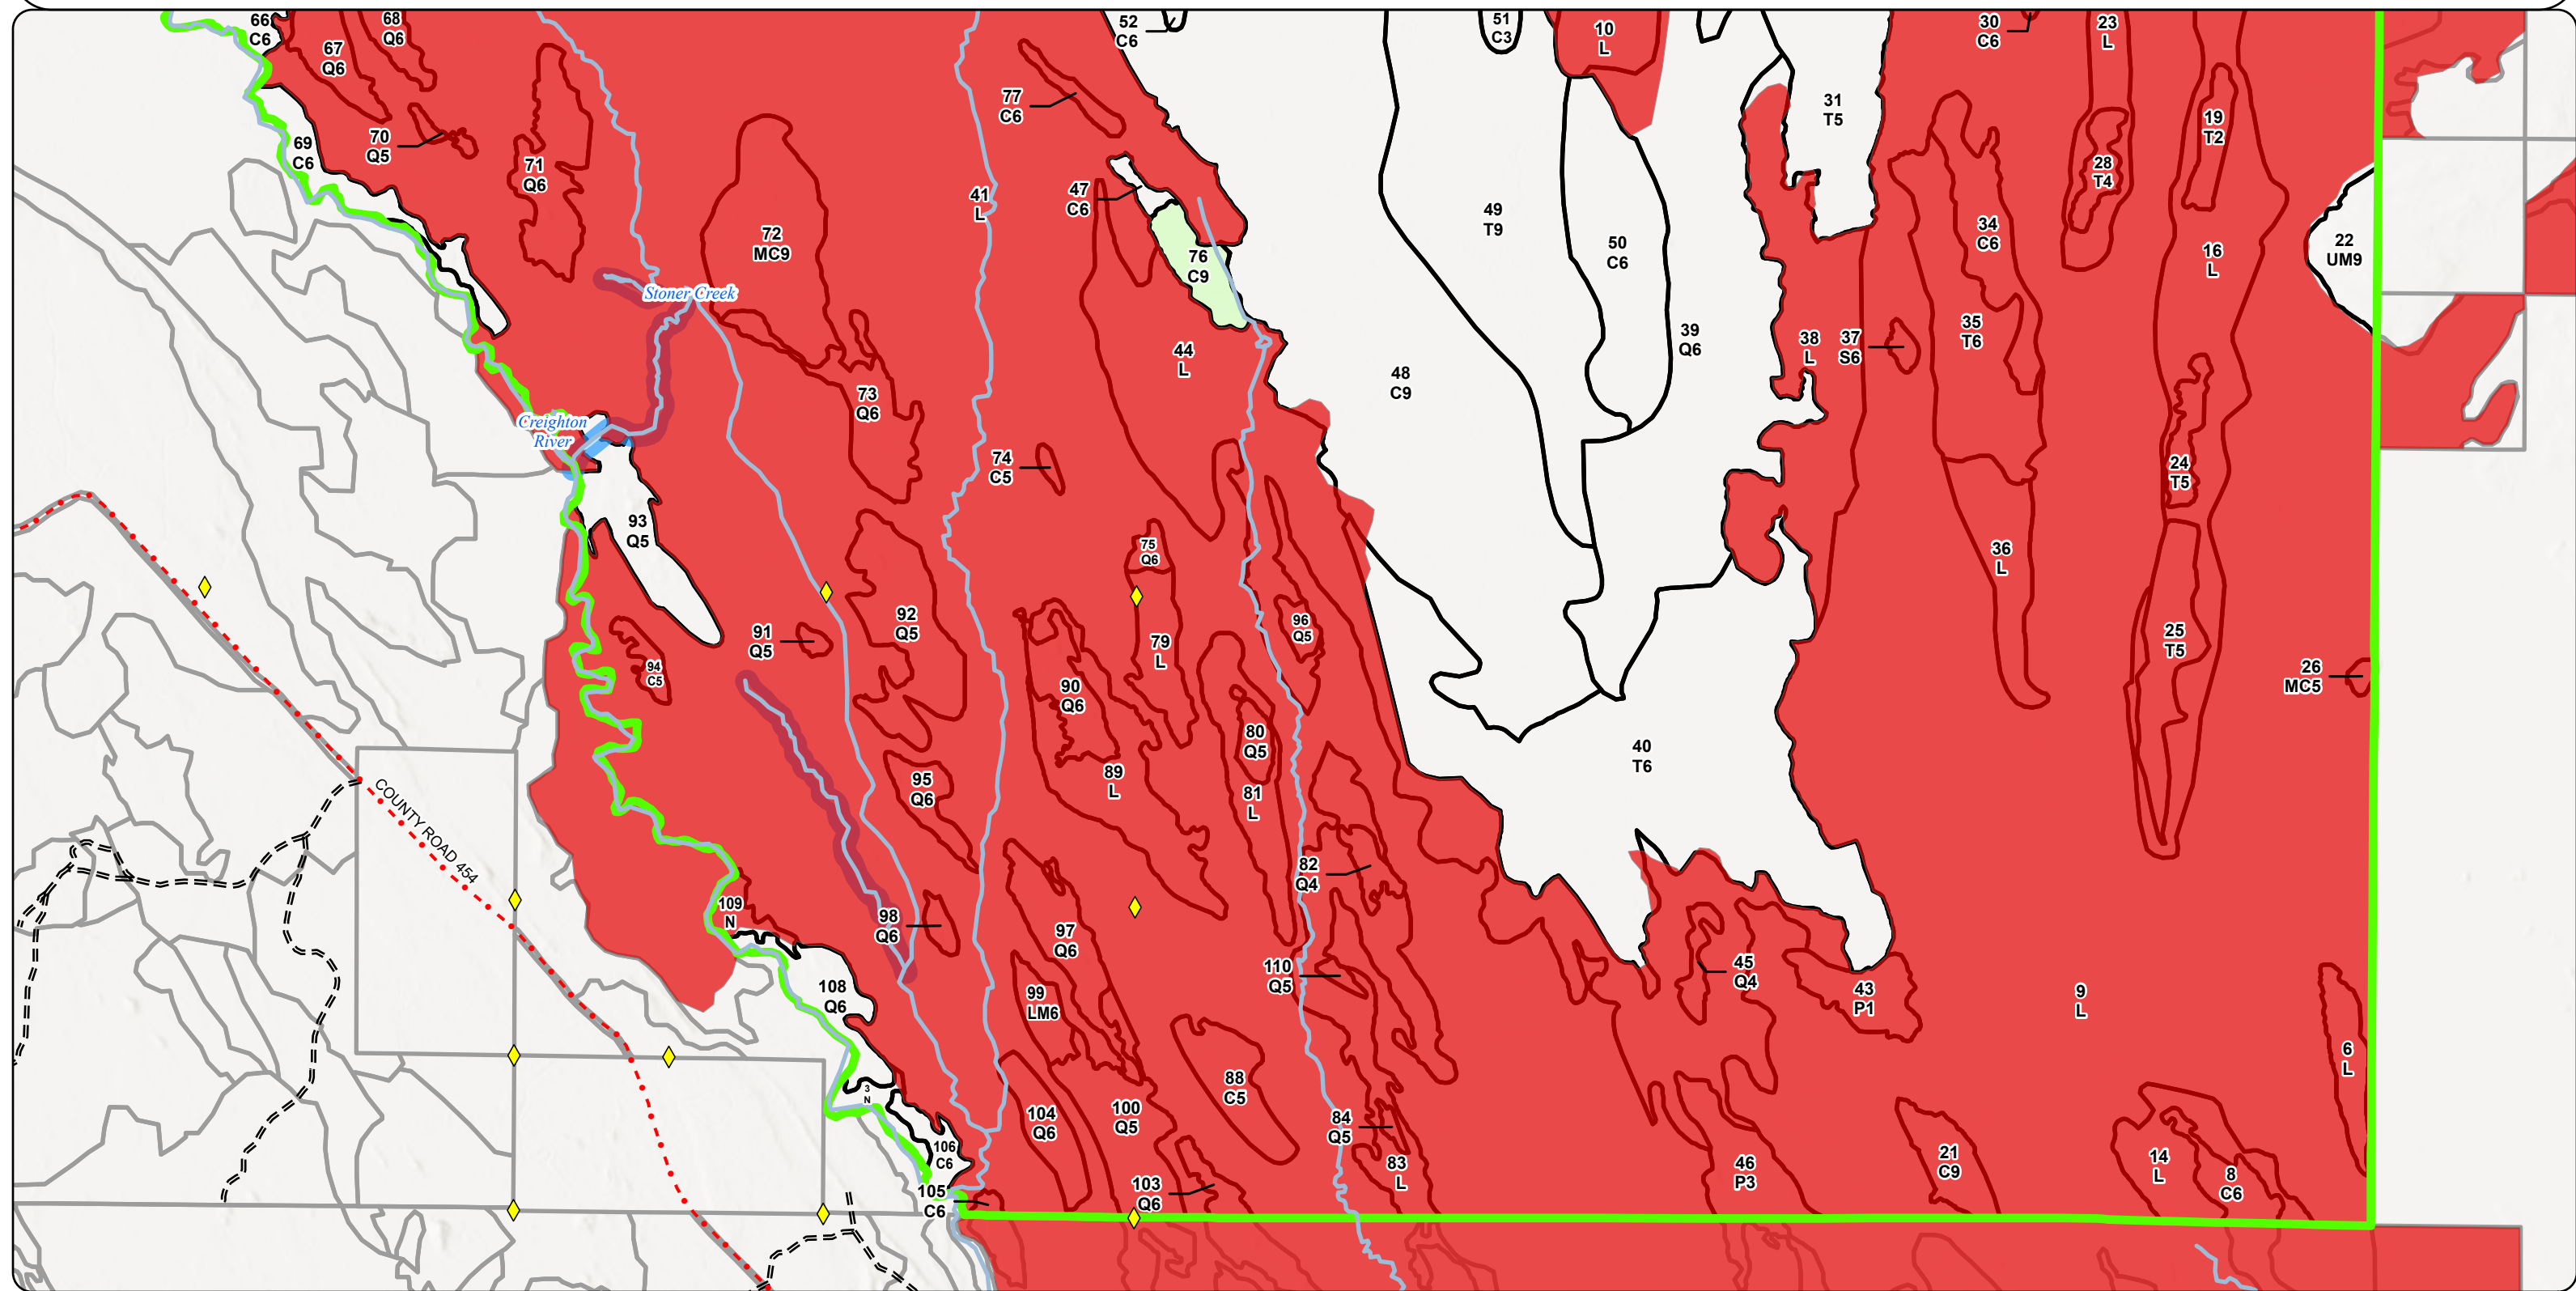 66
C6
68
Q6
67
Q6
52
C6
51
C3
10
L
30
C6
23
L
77
C6
31
T5
19
T2
70
Q5
69
C6
71
Q6
28
T4
41
L
47
C6
72
MC9
49
T9
50
C6
34
C6
16
L
22
UM9
76
C9
Stoner Creek
39
Q6
38
L
37
S6
35
T6
44
L
48
C9
73
Q6
Creighton
River
74
C5
24
T5
93
Q5
75
Q6
36
L
92
Q5
96
Q5
91
Q5
79
L
25
T5
94
C5
26
MC5
90
Q6
80
Q5
40
T6
95
Q6
89
L
81
L
COUNTY ROAD 454
82
Q4
109
N
98
Q6
97
Q6
110
Q5
45
Q4
108
Q6
99
LM6
43
P1
9
L
6
L
88
C5
3
N
104
Q6
100
Q5
84
Q5
106
C6
83
L
46
P3
21
C9
14
L
8
C6
105
C6
103
Q6